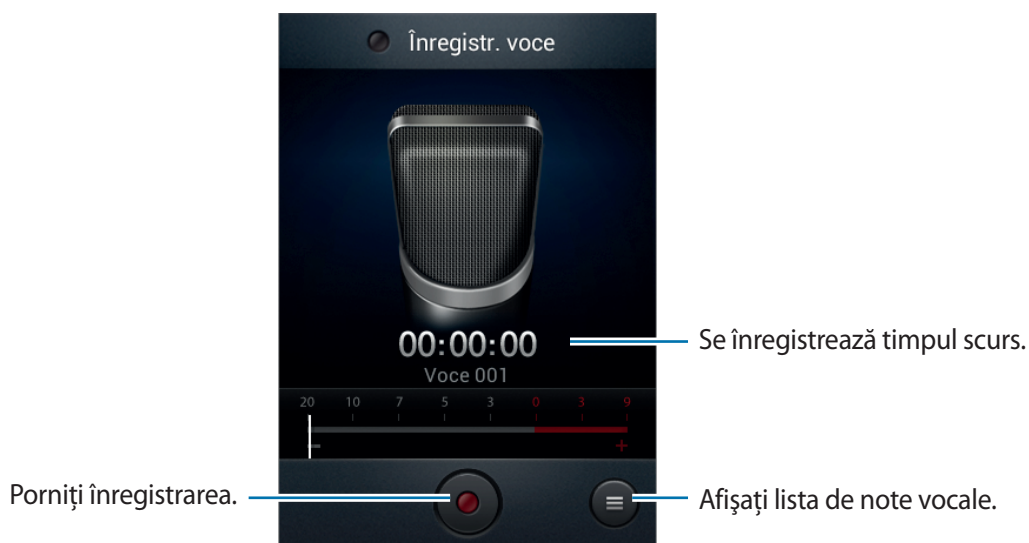 Înregistr. voce
00:00:00
Se înregistrează timpul scurs.
Voce 001
20 10 7 5 3 0 3 9
− +
Porniți înregistrarea.
Afişaţi lista de note vocale.